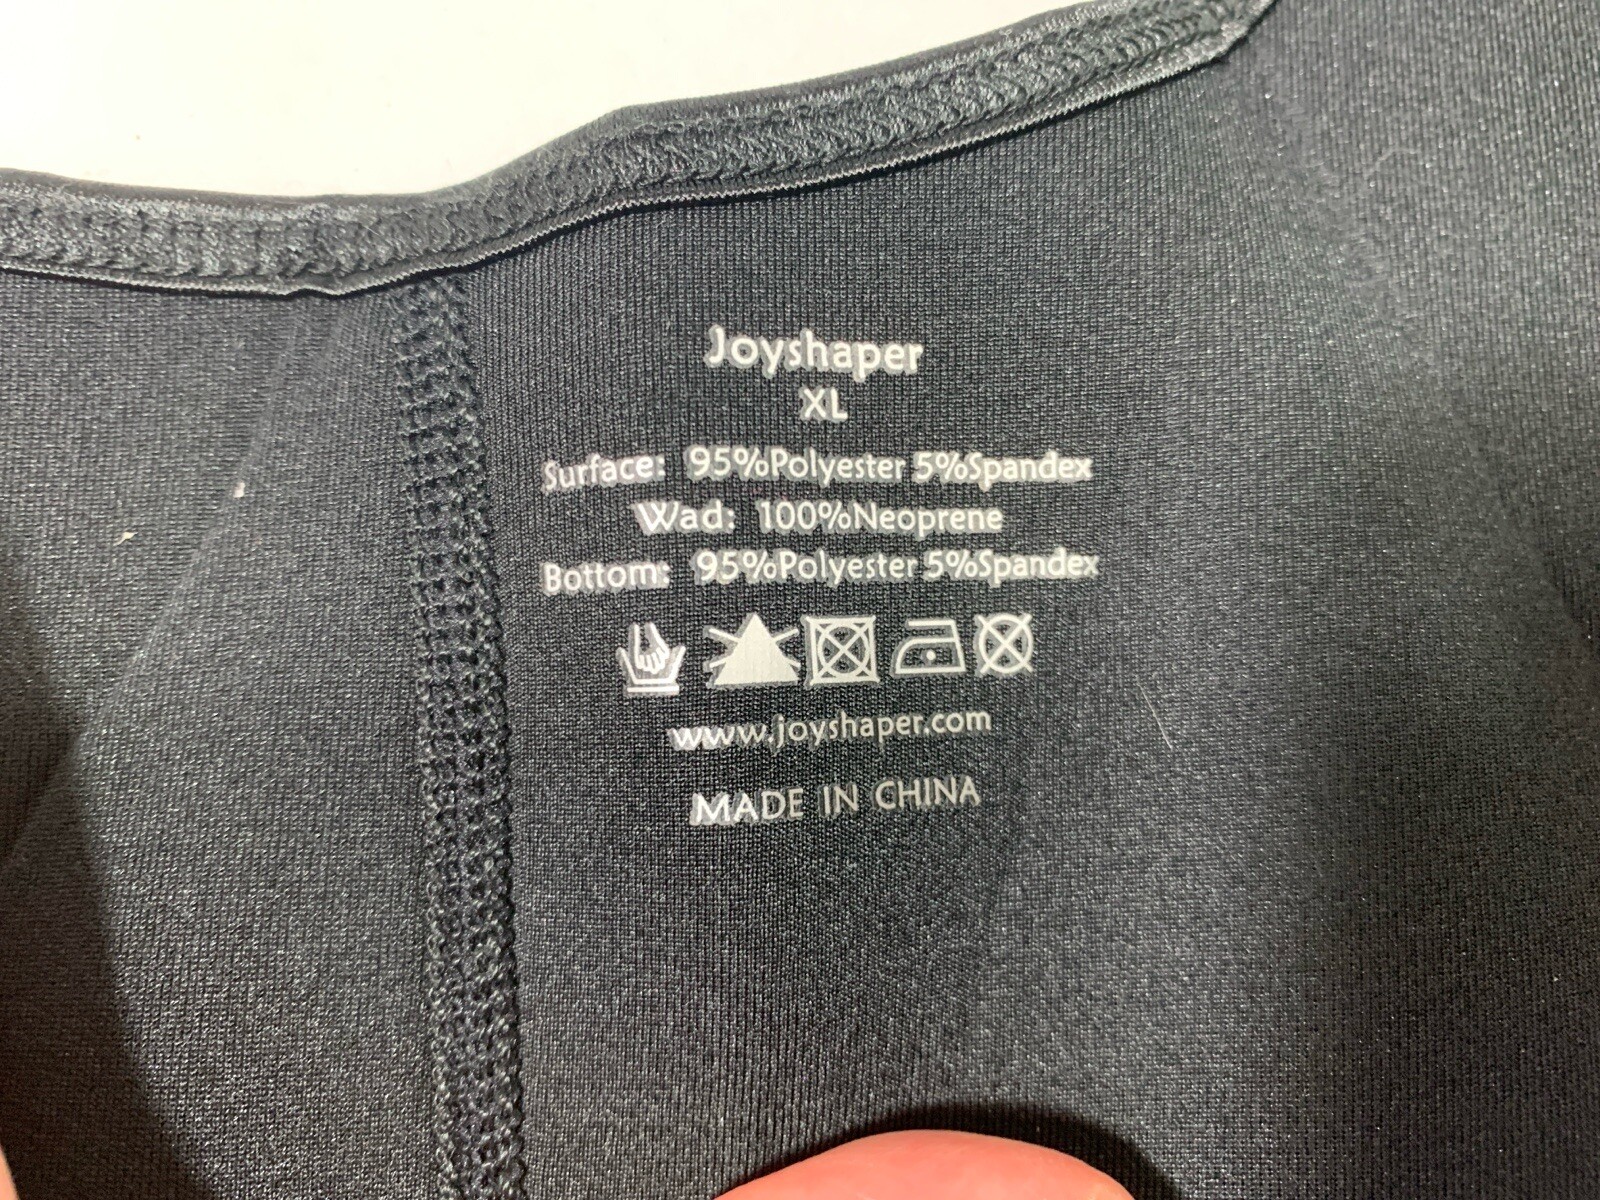 Joyshaper
XL
Surface: 95%Polyester 5%Spandex
Wad: 100%Neoprene
Bottom: 95%Polyester 5%Spandex
www.joyshaper.com
MADE IN CHINA